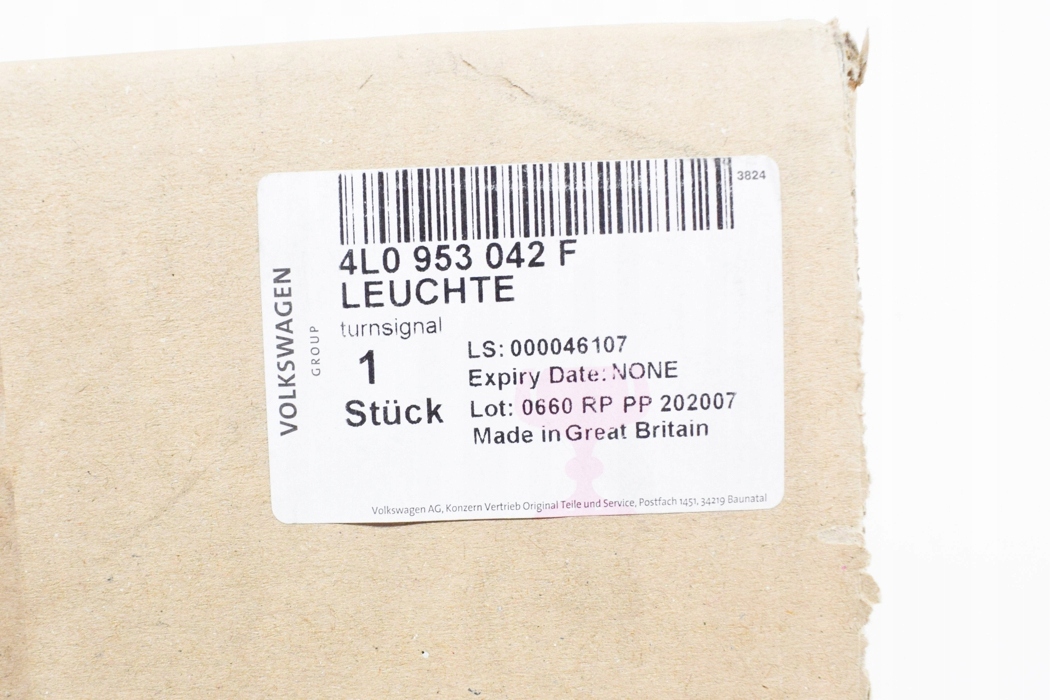 3824
4L0 953 042 F
LEUCHTE
turnsignal
1
Stück
LS: 000046107
Expiry Date: NONE
Lot: 0660 RP PP 202007
Made in Great Britain
VOLKSWAGEN
GROUP
Volkswagen AG, Konzern Vertrieb Original Teile und Service, Postfach 1451, 34219 Baunatal